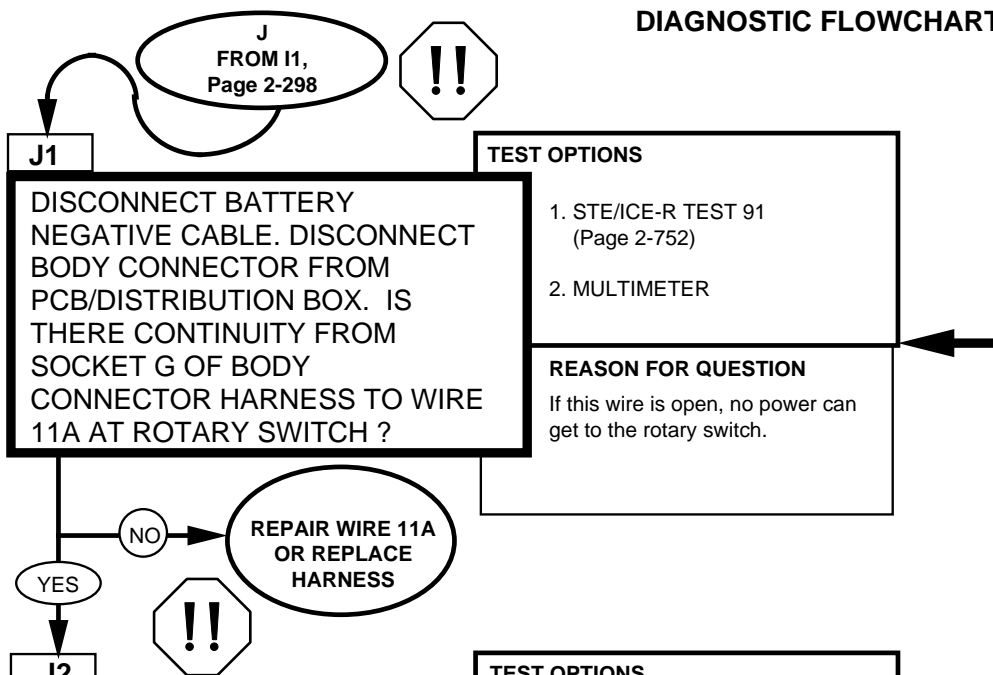 DIAGNOSTIC FLOWCHART
J
FROM I1,
Page 2-298
!!
J1
DISCONNECT BATTERY
NEGATIVE CABLE. DISCONNECT
BODY CONNECTOR FROM
PCB/DISTRIBUTION BOX. IS
THERE CONTINUITY FROM
SOCKET G OF BODY
CONNECTOR HARNESS TO WIRE
11A AT ROTARY SWITCH ?
TEST OPTIONS
1. STE/ICE-R TEST 91
(Page 2-752)
2. MULTIMETER
REASON FOR QUESTION
If this wire is open, no power can
get to the rotary switch.
NO
REPAIR WIRE 11A
OR REPLACE
HARNESS
YES
!!
J2
TEST OPTIONS